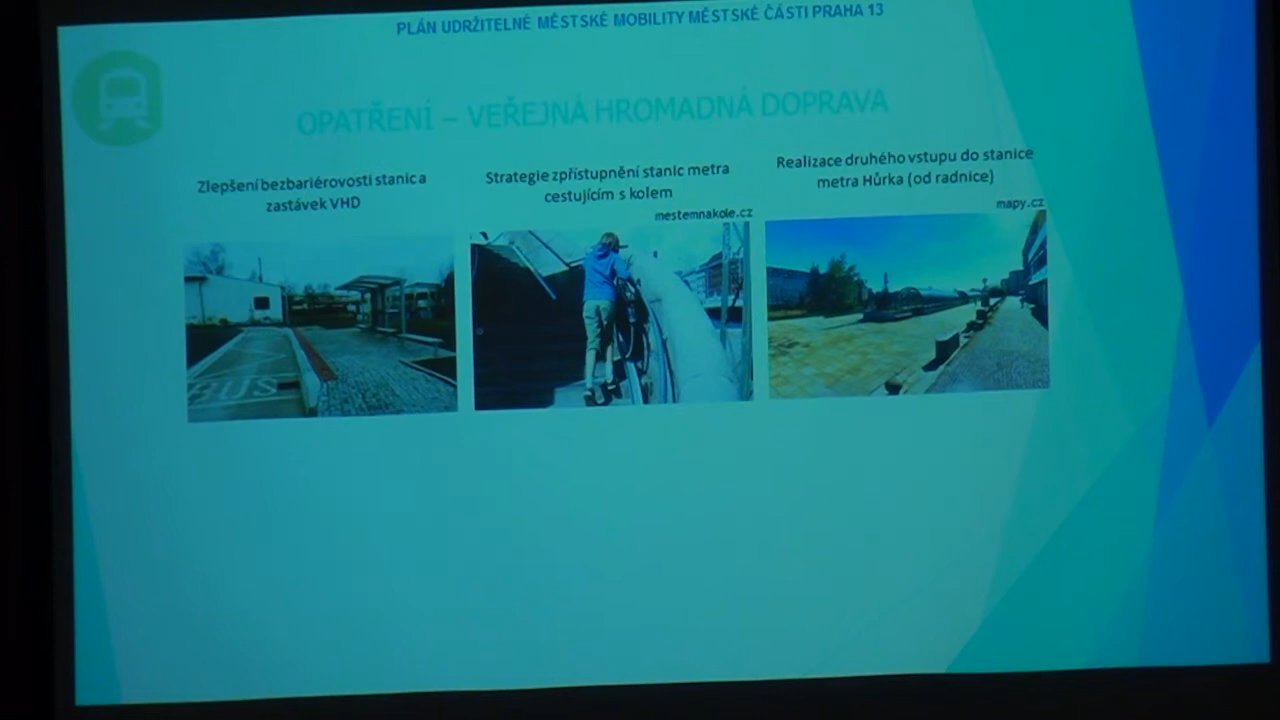 PLÁN UDRŽITELNÉ MĚSTSKÉ MOBILITY MĚSTSKÉ ČÁSTI PRAHA 13
OPATŘENÍ – VEŘEJNÁ HROMADNÁ DOPRAVA
Zlepšení bezbariérovosti stanic a
zastávek VHD
Strategie zpřístupnění stanic metra
cestujícím s kolem
mestemnakole.cz
Realizace druhého vstupu do stanice
metra Hůrka (od radnice)
mapy.cz
BUS